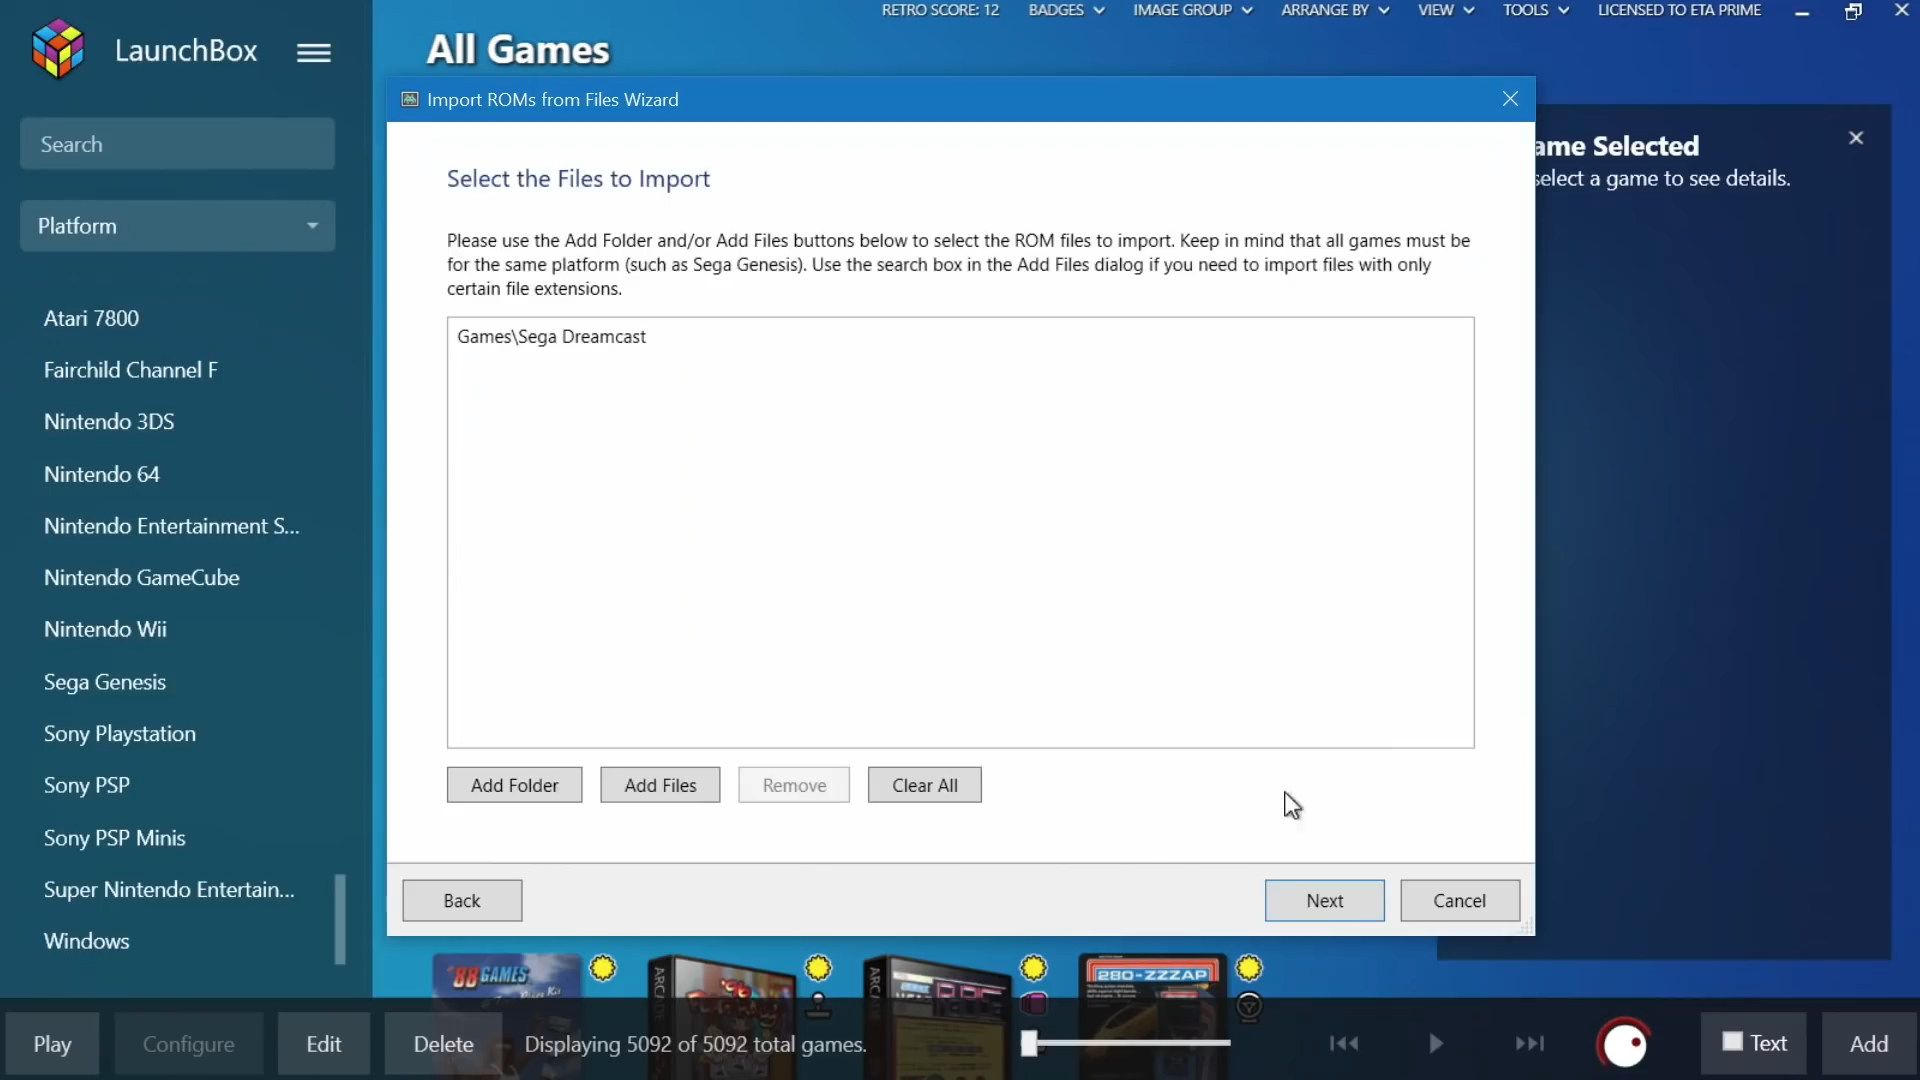 RETRO SCORE: 12
BADGES
IMAGE GROUP
ARRANGE BY
VIEW
TOOLS
LICENSED TO ETA PRIME
LaunchBox
All Games
Search
Platform
Atari 7800
Fairchild Channel F
Nintendo 3DS
Nintendo 64
Nintendo Entertainment S...
Nintendo GameCube
Nintendo Wii
Sega Genesis
Sony Playstation
Sony PSP
Sony PSP Minis
Super Nintendo Entertain...
Windows
Import ROMs from Files Wizard
Select the Files to Import
Please use the Add Folder and/or Add Files buttons below to select the ROM files to import. Keep in mind that all games must be
for the same platform (such as Sega Genesis). Use the search box in the Add Files dialog if you need to import files with only
certain file extensions.
Games\Sega Dreamcast
Add Folder
Add Files
Remove
Clear All
Back
Next
Cancel
ame Selected
select a game to see details.
'88 GAMES
280-ZZZAP
Play
Configure
Edit
Delete
Displaying 5092 of 5092 total games.
Text
Add